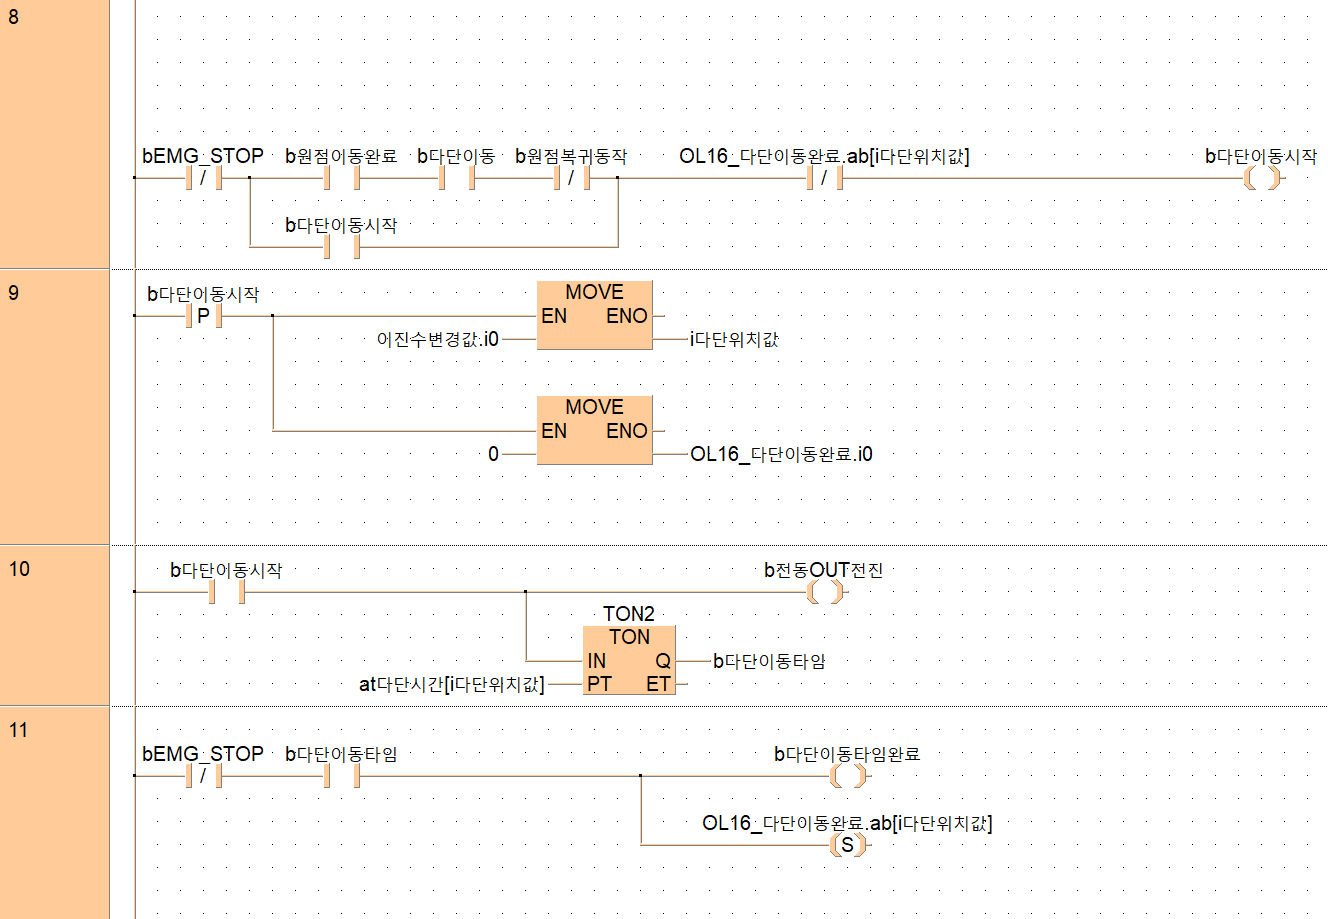 8
bEMG_STOP b원점이동완료 b다단이동 b원점복귀동작 OL16_다단이동완료.ab[i다단위치값] b다단이동시작
/ / /
b다단이동시작
9
b다단이동시작 MOVE
P EN ENO
이진수변경값.i0 i다단위치값
MOVE
EN ENO
0 OL16_다단이동완료.i0
10
b다단이동시작 b전동OUT전진
TON2
TON
IN Q b다단이동타임
at다단시간[i다단위치값] PT ET
11
bEMG_STOP b다단이동타임 b다단이동타임완료
/
OL16_다단이동완료.ab[i다단위치값]
S